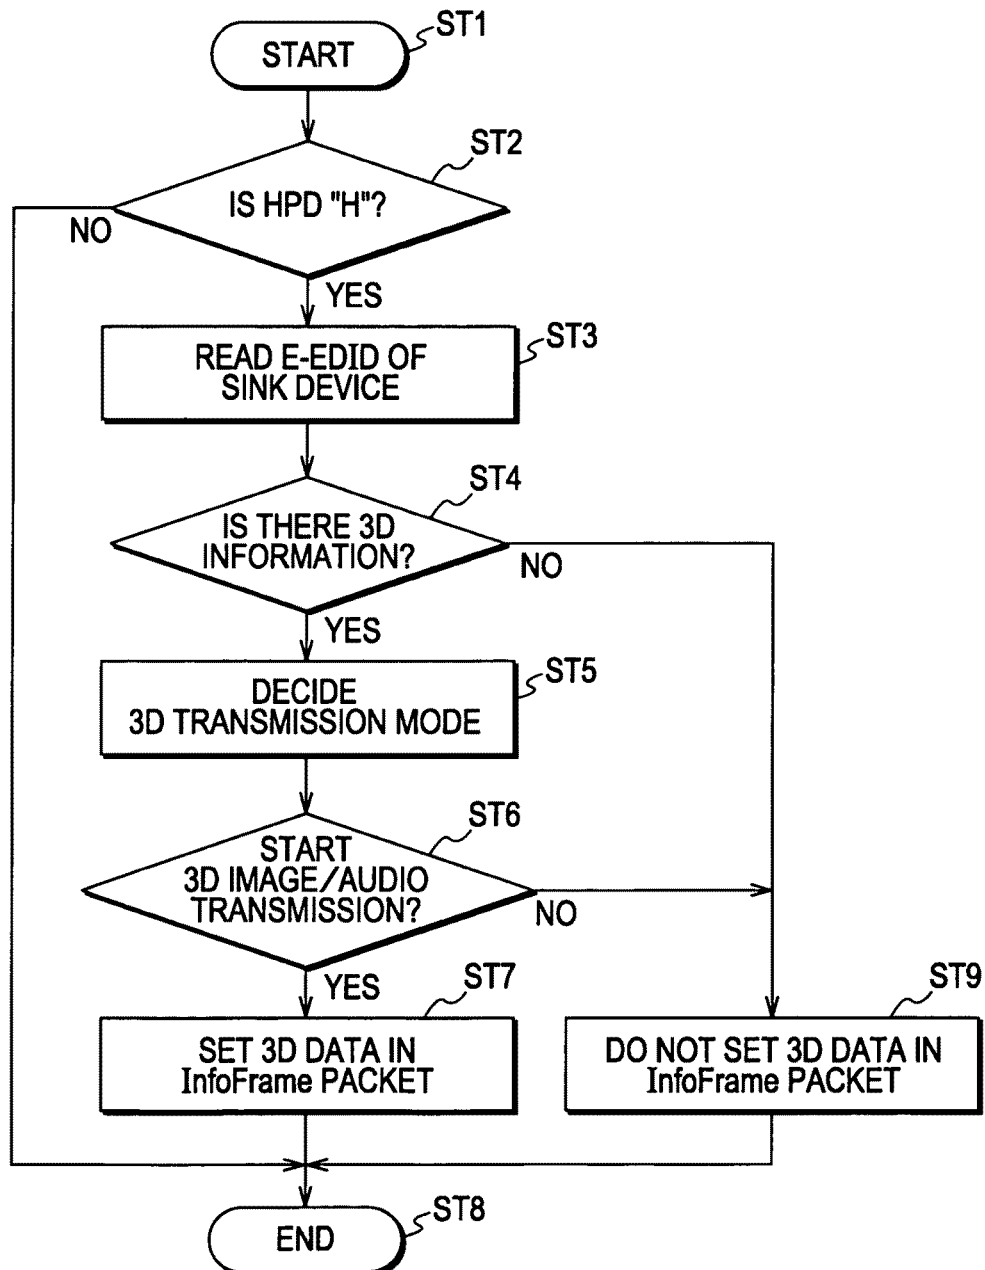 START
ST1
ST2
IS HPD "H"?
NO
YES
ST3
READ E-EDID OF
SINK DEVICE
ST4
IS THERE 3D
INFORMATION?
NO
YES
ST5
DECIDE
3D TRANSMISSION MODE
ST6
START
3D IMAGE/AUDIO
TRANSMISSION?
NO
YES
ST7
ST9
SET 3D DATA IN
InfoFrame PACKET
DO NOT SET 3D DATA IN
InfoFrame PACKET
ST8
END